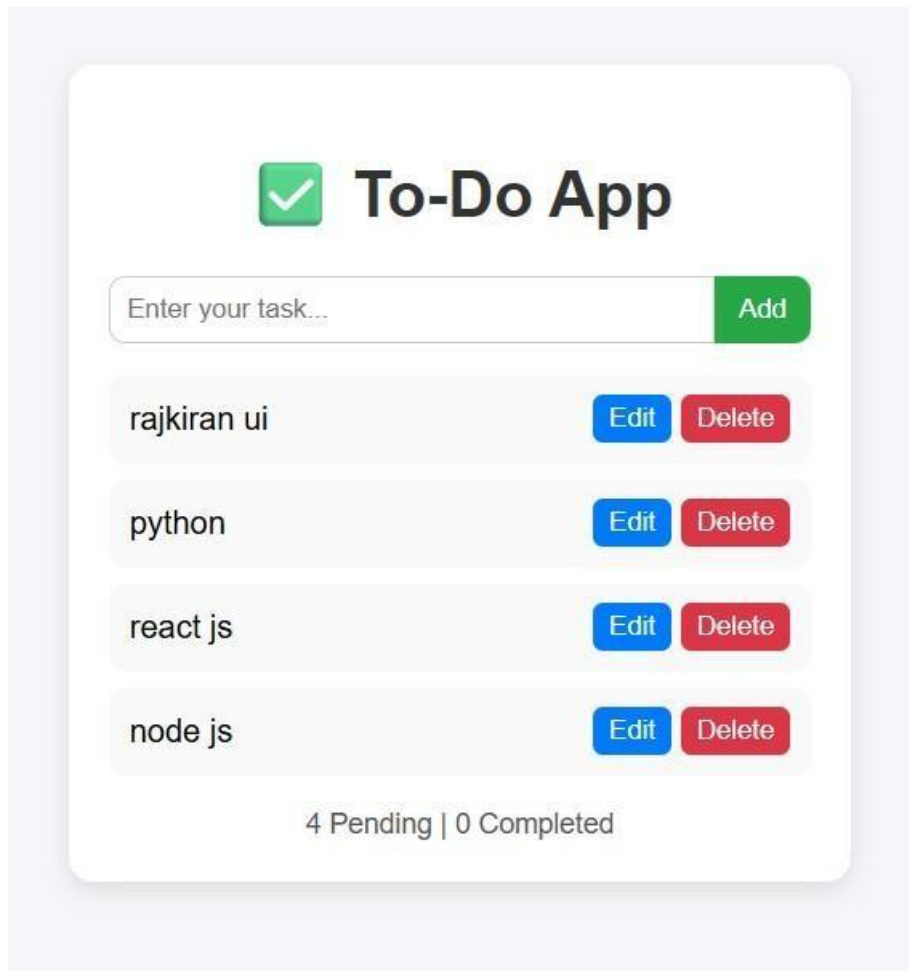 ✅ To-Do App
Enter your task... Add
rajkiran ui Edit Delete
python Edit Delete
react js Edit Delete
node js Edit Delete
4 Pending | 0 Completed